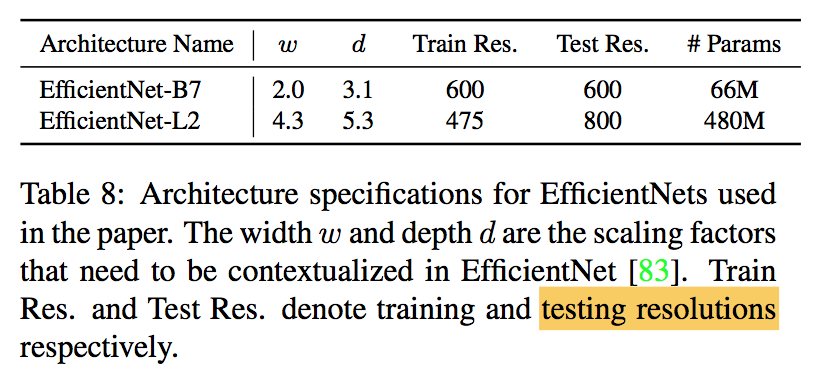 Architecture Name w d Train Res. Test Res. # Params
EfficientNet-B7 2.0 3.1 600 600 66M
EfficientNet-L2 4.3 5.3 475 800 480M
Table 8: Architecture specifications for EfficientNets used
in the paper. The width w and depth d are the scaling factors
that need to be contextualized in EfficientNet [83]. Train
Res. and Test Res. denote training and testing resolutions
respectively.